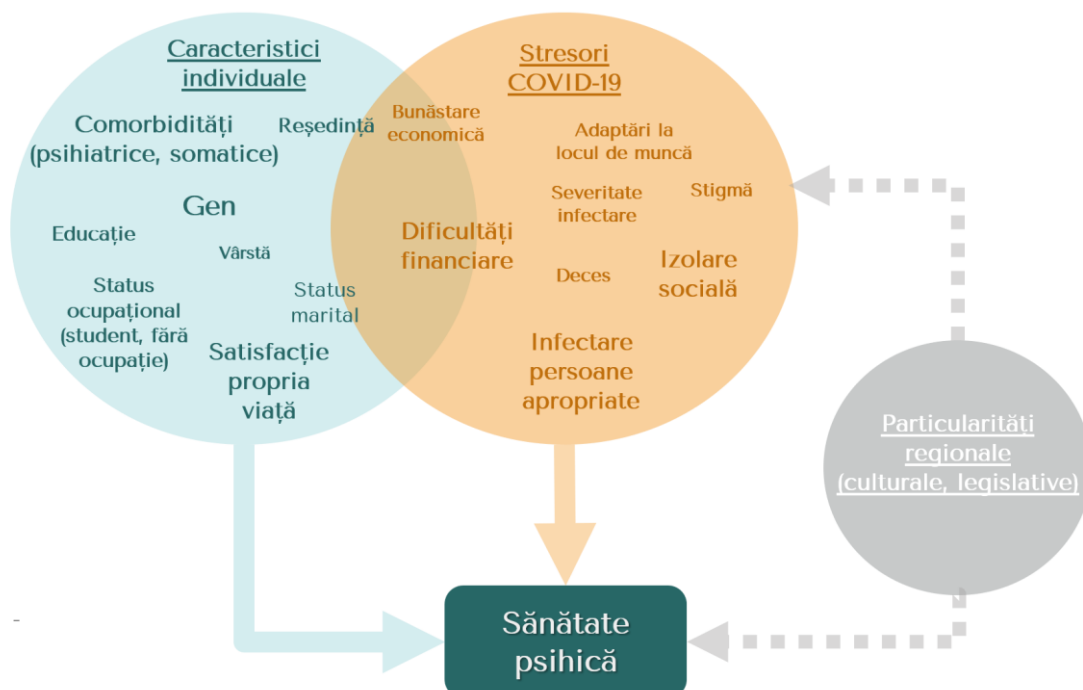 Caracteristici
individuale
Comorbidități
(psihiatrice, somatice)
Reședință
Gen
Educație
Vârstă
Status
ocupațional
(student, fără
ocupație)
Status
marital
Satisfacție
propria
viață
Stresori
COVID-19
Bunăstare
economică
Adaptări la
locul de muncă
Severitate
infectare
Stigmă
Dificultăți
financiare
Deces
Izolare
socială
Infectare
persoane
apropriate
Particularități
regionale
(culturale, legislative)
Sănătate
psihică